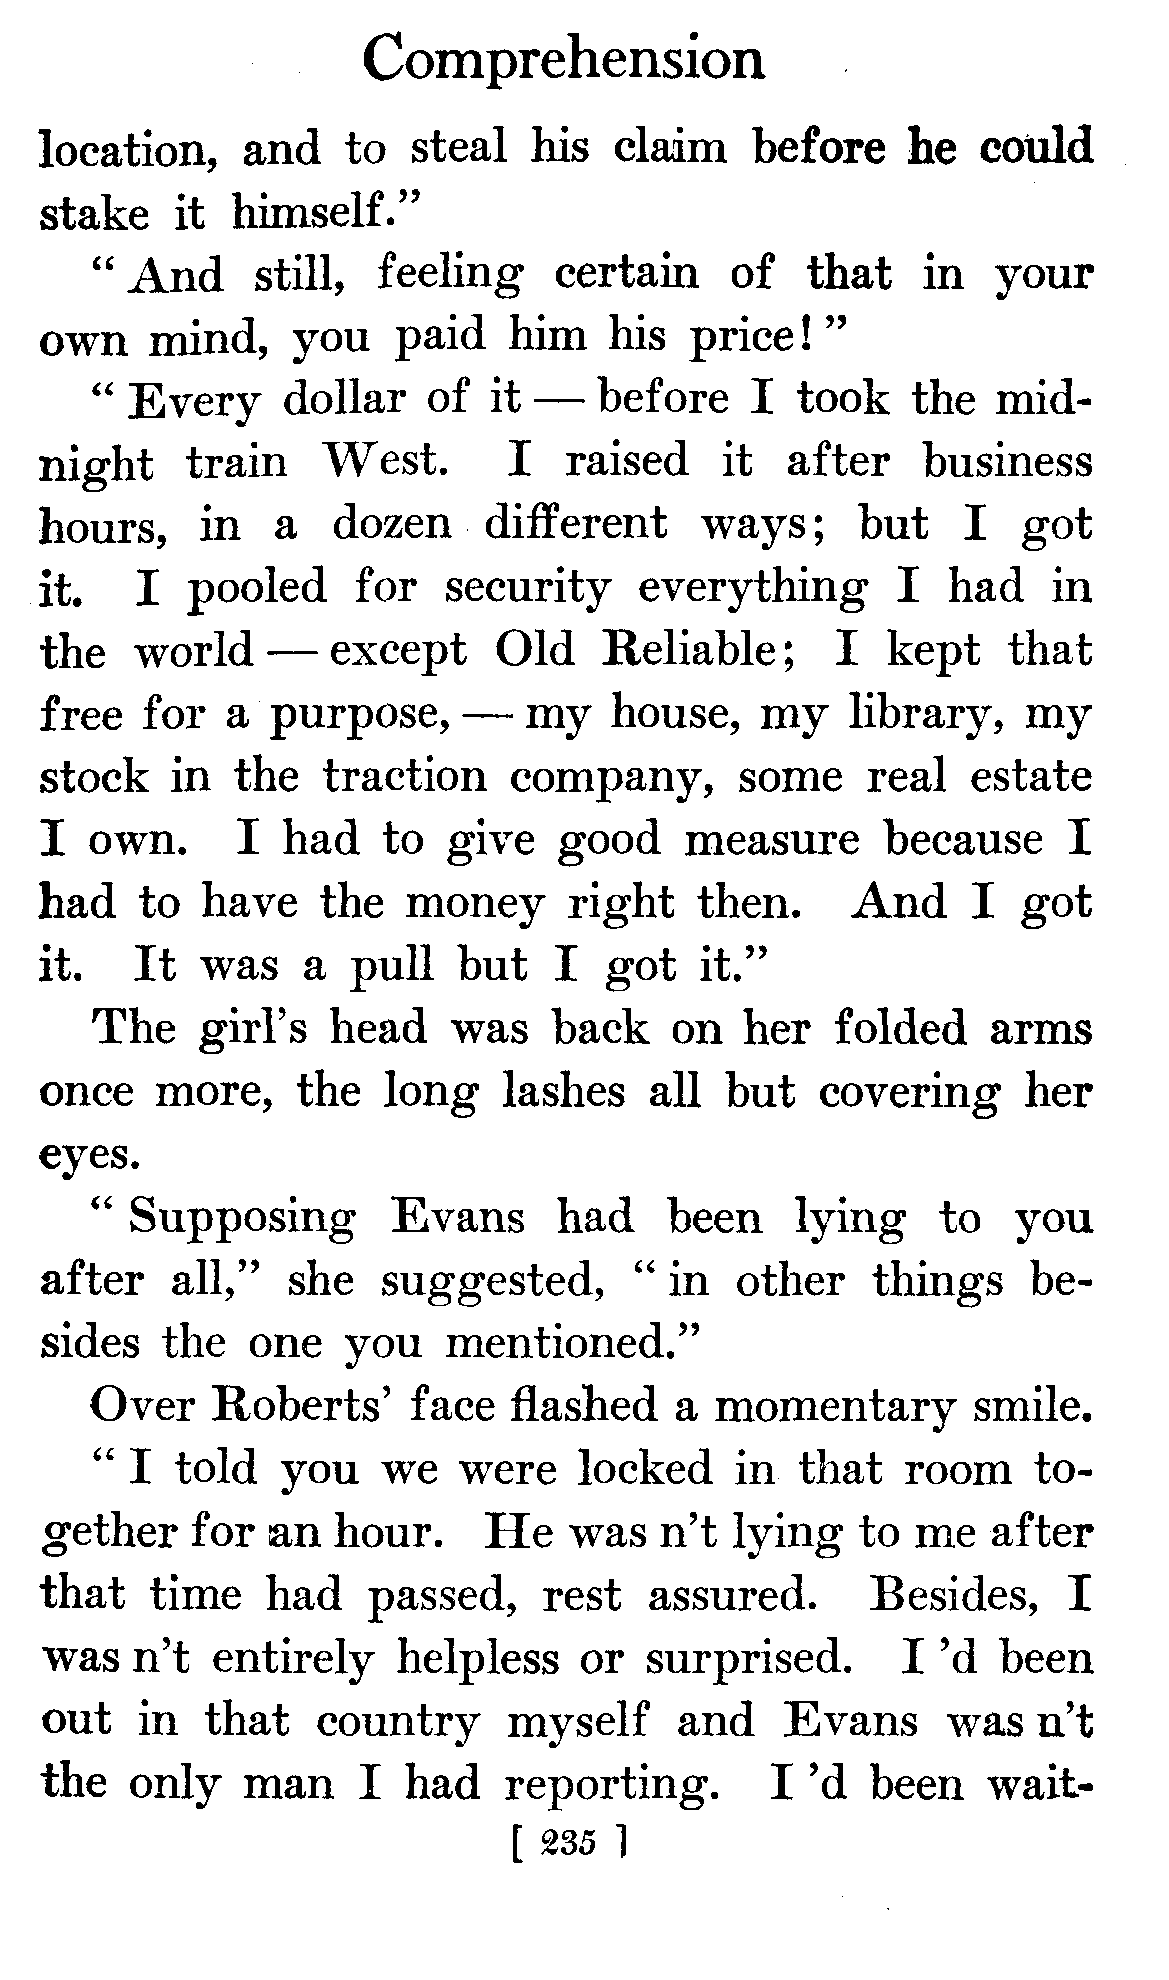 Comprehension
location, and to steal his claim before he could
stake it himself.”
“ And still, feeling certain of that in your
own mind, you paid him his price! ”
“ Every dollar of it — before I took the mid-
night train West. I raised it after business
hours, in a dozen different ways; but I got
it. I pooled for security everything I had in
the world — except Old Reliable; I kept that
free for a purpose, — my house, my library, my
stock in the traction company, some real estate
I own. I had to give good measure because I
had to have the money right then. And I got
it. It was a pull but I got it.”
The girl’s head was back on her folded arms
once more, the long lashes all but covering her
eyes.
“ Supposing Evans had been lying to you
after all,” she suggested, “ in other things be-
sides the one you mentioned.”
Over Roberts’ face flashed a momentary smile.
“ I told you we were locked in that room to-
gether for an hour. He was n’t lying to me after
that time had passed, rest assured. Besides, I
was n’t entirely helpless or surprised. I ’d been
out in that country myself and Evans was n’t
the only man I had reporting. I ’d been wait-
[ 235 ]